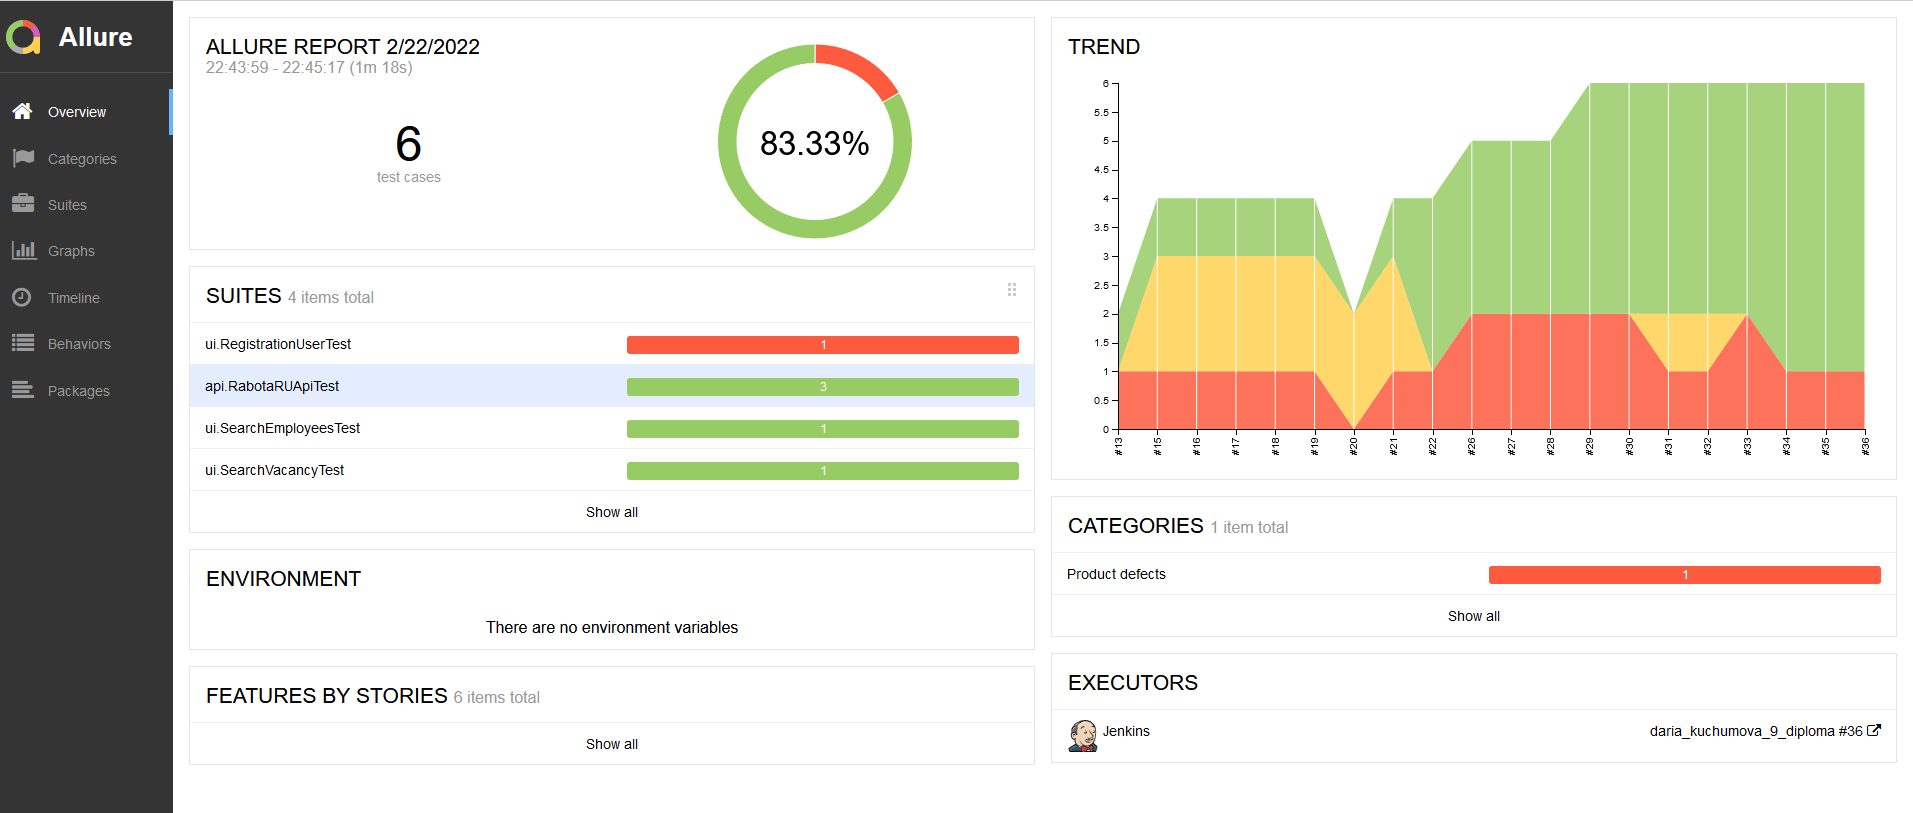 Allure
Overview
Categories
Suites
Graphs
Timeline
Behaviors
Packages
ALLURE REPORT 2/22/2022
22:43:59 - 22:45:17 (1m 18s)
6
test cases
83.33%
SUITES 4 items total
ui.RegistrationUserTest 1
api.RabotaRUApiTest 3
ui.SearchEmployeesTest 1
ui.SearchVacancyTest 1
Show all
ENVIRONMENT
There are no environment variables
FEATURES BY STORIES 6 items total
Show all
TREND
6
5.5
5
4.5
4
3.5
3
2.5
2
1.5
1
0.5
0
#13 #15 #16 #17 #18 #19 #20 #21 #22 #26 #27 #28 #29 #30 #31 #32 #33 #34 #35 #36
CATEGORIES 1 item total
Product defects 1
Show all
EXECUTORS
Jenkins daria_kuchumova_9_diploma #36